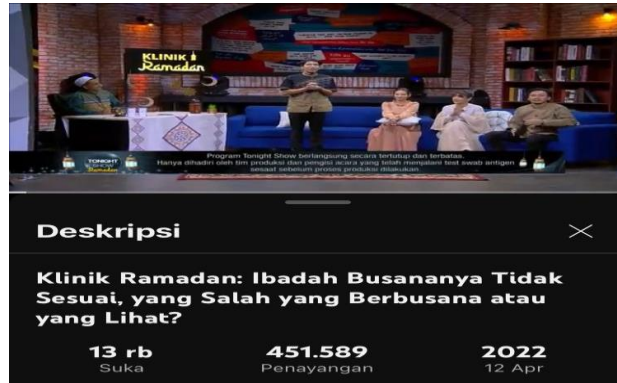 KLINIK
Ramadan
TONIGHT
SHOW
Ramadan
Program Tonight Show berlangsung secara tertutup dan terbatas.
Hanya dihadiri oleh tim produksi dan pengisi acara yang telah menjalani test swab antigen
sesaat sebelum proses produksi dilakukan
Deskripsi
Klinik Ramadan: Ibadah Busananya Tidak
Sesuai, yang Salah yang Berbusana atau
yang Lihat?
13 rb 451.589 2022
Suka Penayangan 12 Apr